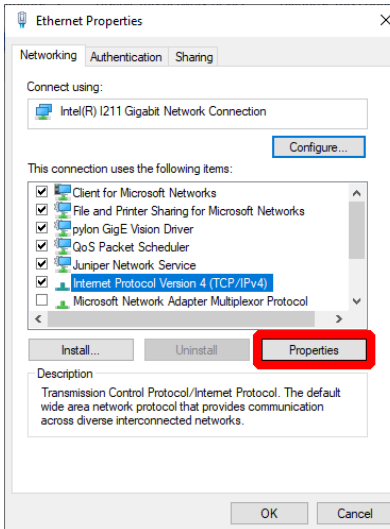 Ethernet Properties
Networking Authentication Sharing
Connect using:
Intel(R) I211 Gigabit Network Connection
Configure...
This connection uses the following items:
Client for Microsoft Networks
File and Printer Sharing for Microsoft Networks
pylon GigE Vision Driver
QoS Packet Scheduler
Juniper Network Service
Internet Protocol Version 4 (TCP/IPv4)
Microsoft Network Adapter Multiplexor Protocol
Install... Uninstall Properties
Description
Transmission Control Protocol/Internet Protocol. The default
wide area network protocol that provides communication
across diverse interconnected networks.
OK Cancel